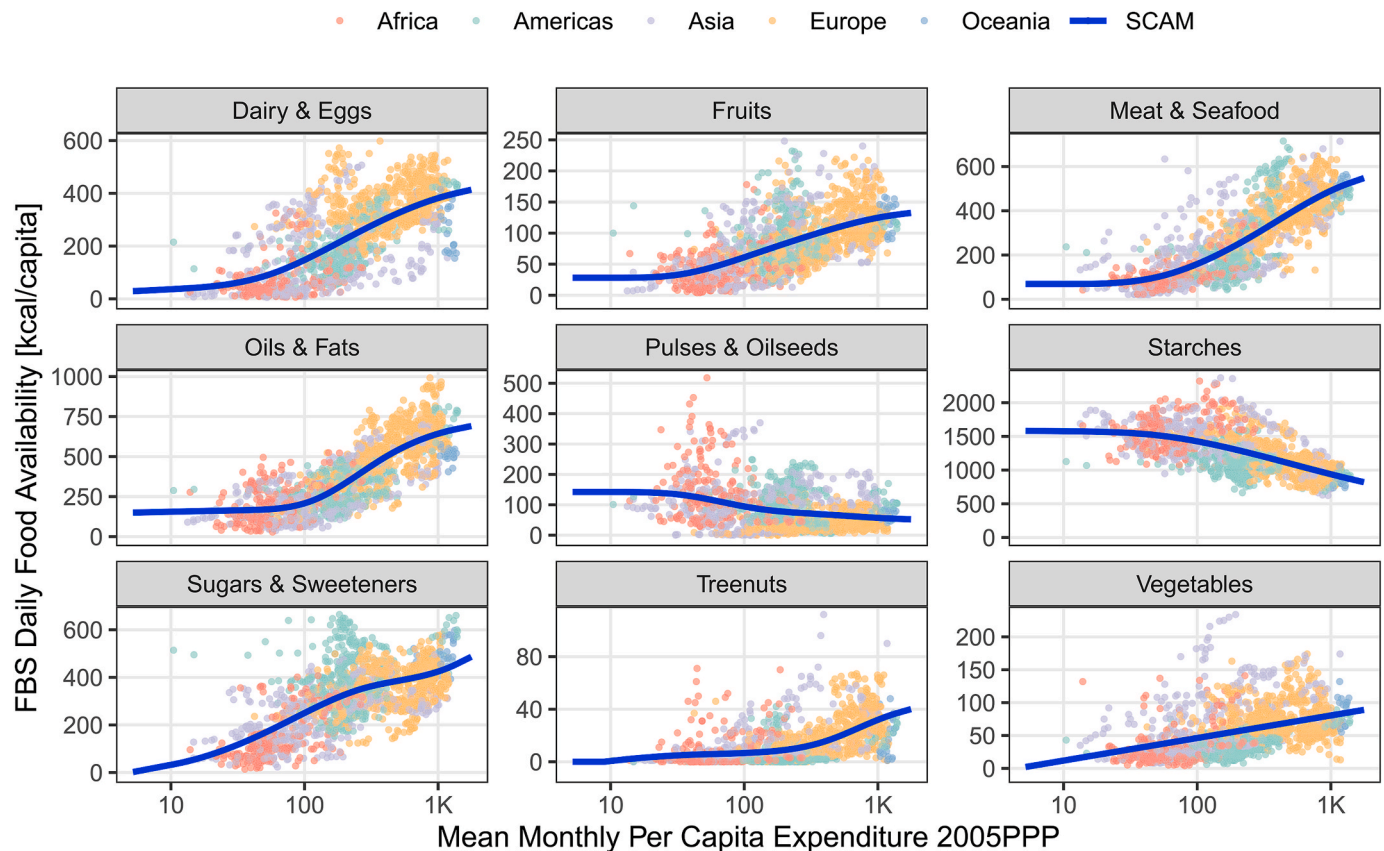 Africa Americas Asia Europe Oceania SCAM
FBS Daily Food Availability [kcal/capita]
Dairy & Eggs Fruits Meat & Seafood
600 250 600
400 200 400
200 150 200
0 100 0
50
0
Oils & Fats Pulses & Oilseeds Starches
1000 500 2000
750 400 1500
500 300 1000
250 200 500
0 100 0
0
Sugars & Sweeteners Treenuts Vegetables
600 80 200
400 40 150
200 0 100
0 50
0
10 100 1K 10 100 1K 10 100 1K
Mean Monthly Per Capita Expenditure 2005PPP